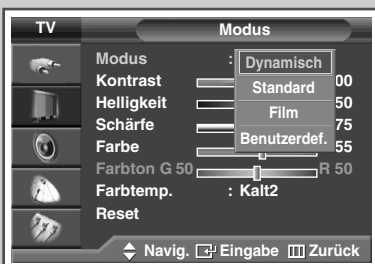 TV Modus
Modus : Dynamisch
Kontrast 00
Standard
Helligkeit 50
Film
Schärfe 75
Benutzerdef.
Farbe 55
Farbton G 50 R 50
Farbtemp. : Kalt2
Reset
Navig. Eingabe Zurück